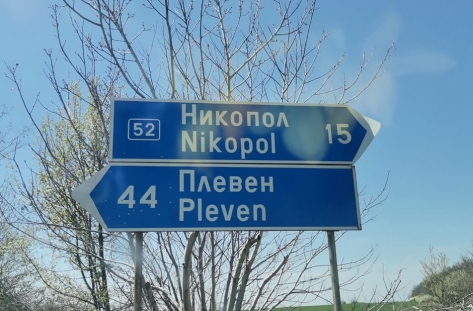 52
Никопол
Nikopol
15
44
Плевен
Pleven